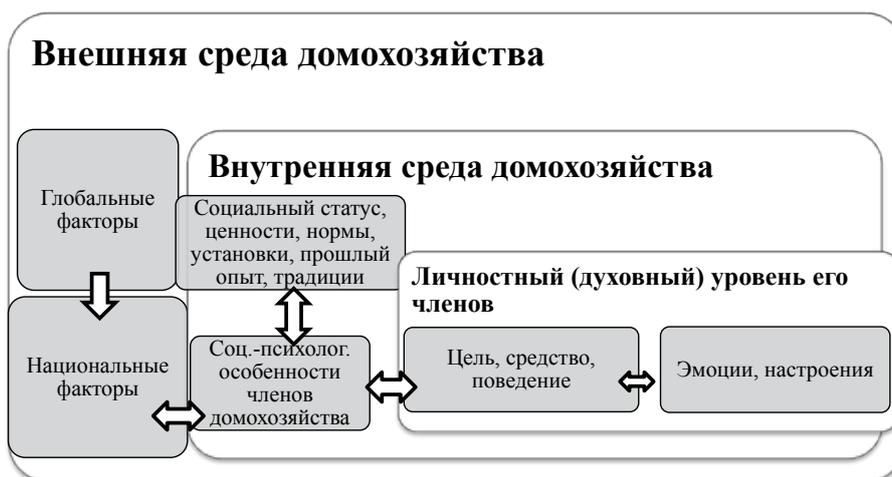 Внешняя среда домохозяйства
Внутренняя среда домохозяйства
Глобальные
факторы
Социальный статус,
ценности, нормы,
установки, прошлый
опыт, традиции
Личностный (духовный) уровень его
членов
Национальные
факторы
Соц.-психолог.
особенности
членов
домохозяйства
Цель, средство,
поведение
Эмоции, настроения